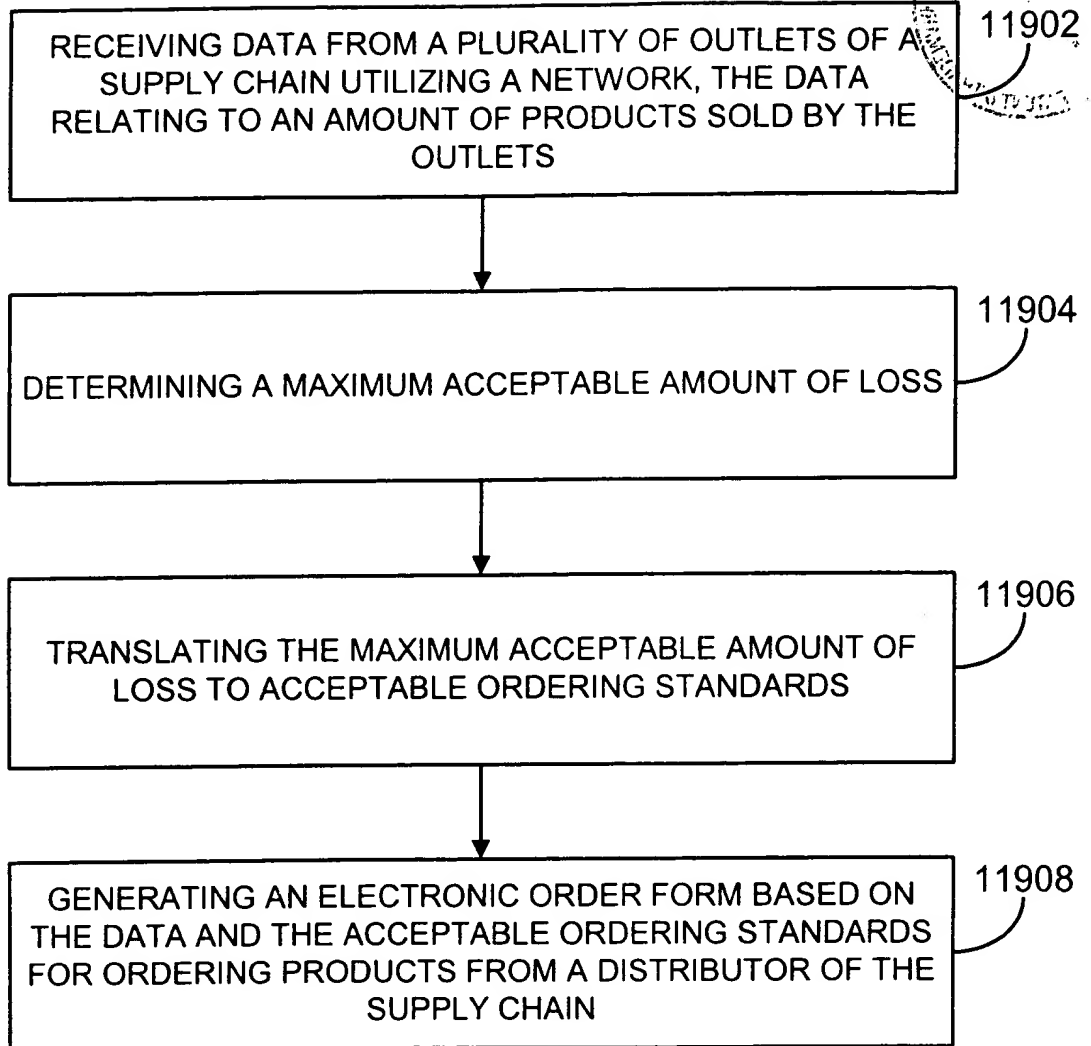 RECEIVING DATA FROM A PLURALITY OF OUTLETS OF A
SUPPLY CHAIN UTILIZING A NETWORK, THE DATA
RELATING TO AN AMOUNT OF PRODUCTS SOLD BY THE
OUTLETS
11902
DETERMINING A MAXIMUM ACCEPTABLE AMOUNT OF LOSS
11904
TRANSLATING THE MAXIMUM ACCEPTABLE AMOUNT OF
LOSS TO ACCEPTABLE ORDERING STANDARDS
11906
GENERATING AN ELECTRONIC ORDER FORM BASED ON
THE DATA AND THE ACCEPTABLE ORDERING STANDARDS
FOR ORDERING PRODUCTS FROM A DISTRIBUTOR OF THE
SUPPLY CHAIN
11908